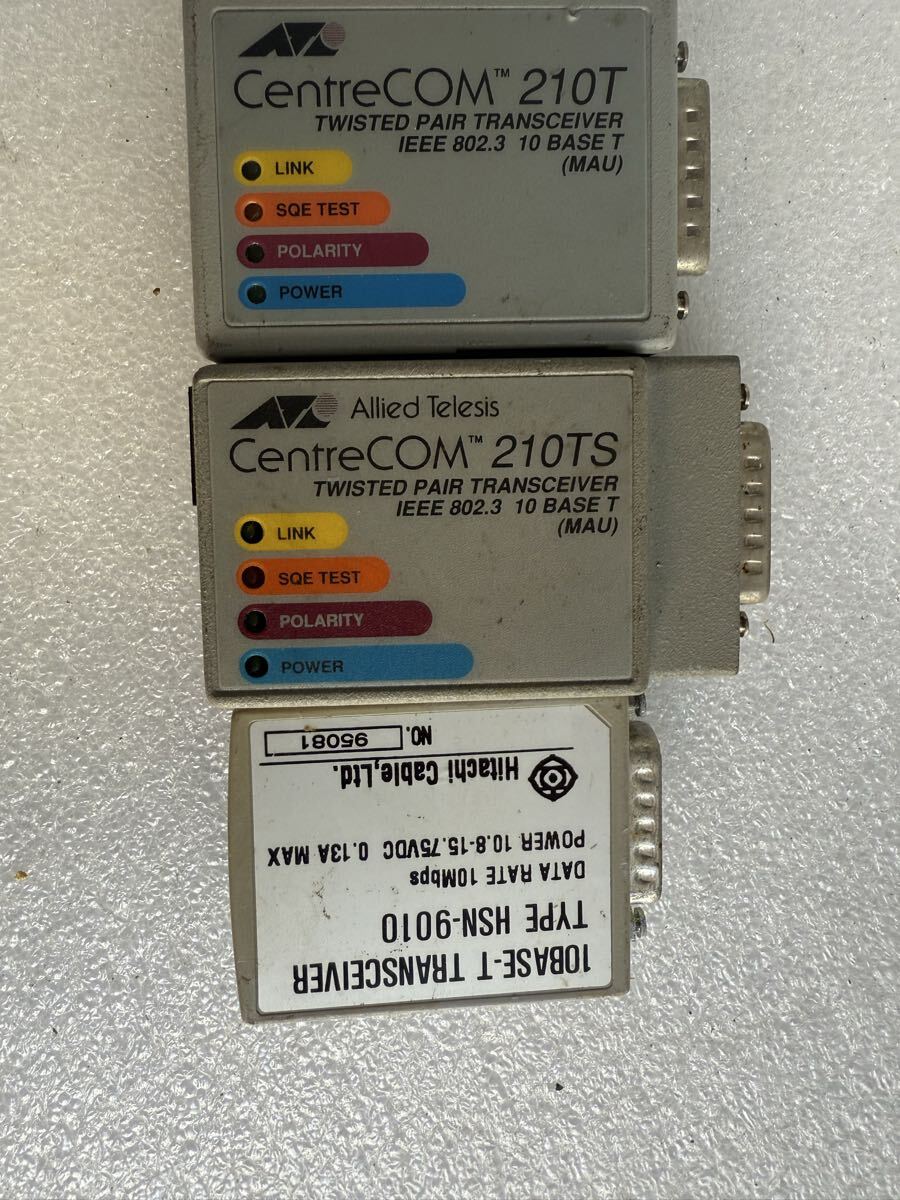 CentreCOM™ 210T
TWISTED PAIR TRANSCEIVER
IEEE 802.3 10 BASE T
(MAU)
LINK
SQE TEST
POLARITY
POWER
Allied Telesis
CentreCOM™ 210TS
TWISTED PAIR TRANSCEIVER
IEEE 802.3 10 BASE T
(MAU)
LINK
SQE TEST
POLARITY
POWER
10BASE-T TRANSCEIVER
TYPE HSN-9010
DATA RATE 10Mbps
POWER 10.8-15.75VDC 0.13A MAX
Hitachi Cable,Ltd.
NO. 95081